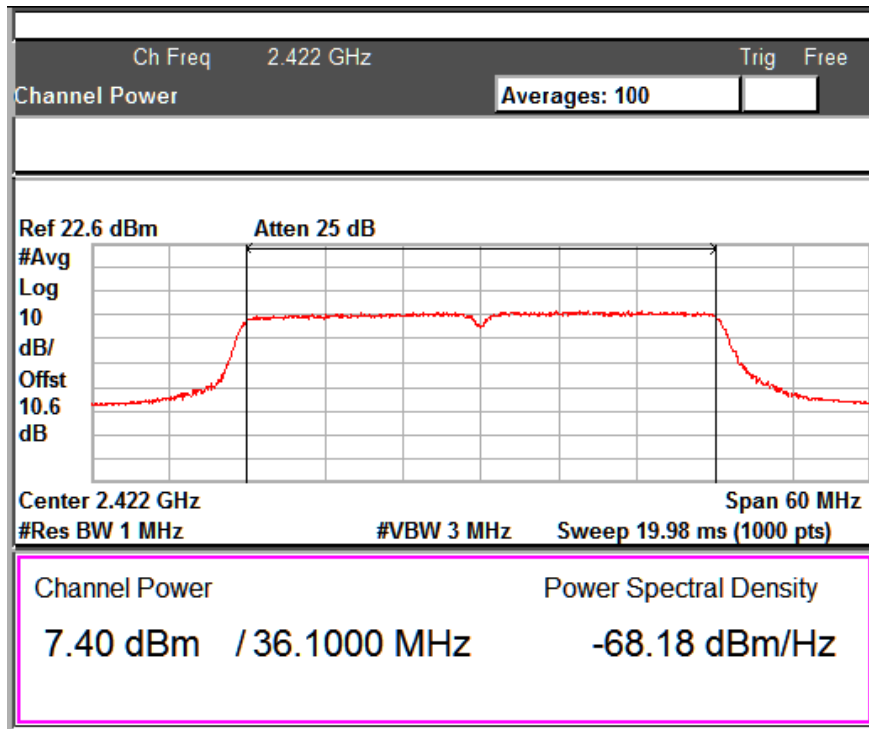 Ch Freq 2.422 GHz Trig Free
Channel Power Averages: 100
Ref 22.6 dBm Atten 25 dB
#Avg
Log
10
dB/
Offst
10.6
dB
Center 2.422 GHz Span 60 MHz
#Res BW 1 MHz #VBW 3 MHz Sweep 19.98 ms (1000 pts)
Channel Power Power Spectral Density
7.40 dBm / 36.1000 MHz -68.18 dBm/Hz